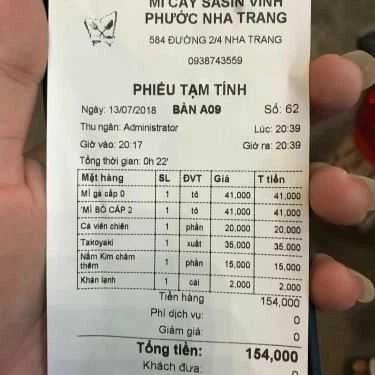 MÌ CAY SASIN VĨNH
PHƯỚC NHA TRANG
584 ĐƯỜNG 2/4 NHA TRANG
0938743559
PHIẾU TẠM TÍNH
Ngày: 13/07/2018 BÀN A09 Số: 62
Thu ngân: Administrator Lúc: 20:39
Giờ vào: 20:17 Giờ ra: 20:39
Tổng thời gian: 0h 22'
Mặt hàng SL ĐVT Giá T tiền
Mì gà cấp 0 1 tô 41,000 41,000
'MÌ BÒ CẤP 2 1 tô 41,000 41,000
Cá viên chiên 1 phần 20,000 20,000
Takoyaki 1 xuất 35,000 35,000
Nấm Kim châm 1 phần 15,000 15,000
thêm
Khăn lạnh 1 cái 2,000 2,000
Tiền hàng 154,000
Phí dịch vụ: 0
Giảm giá: 0
Tổng tiền: 154,000
Khách đưa: 0